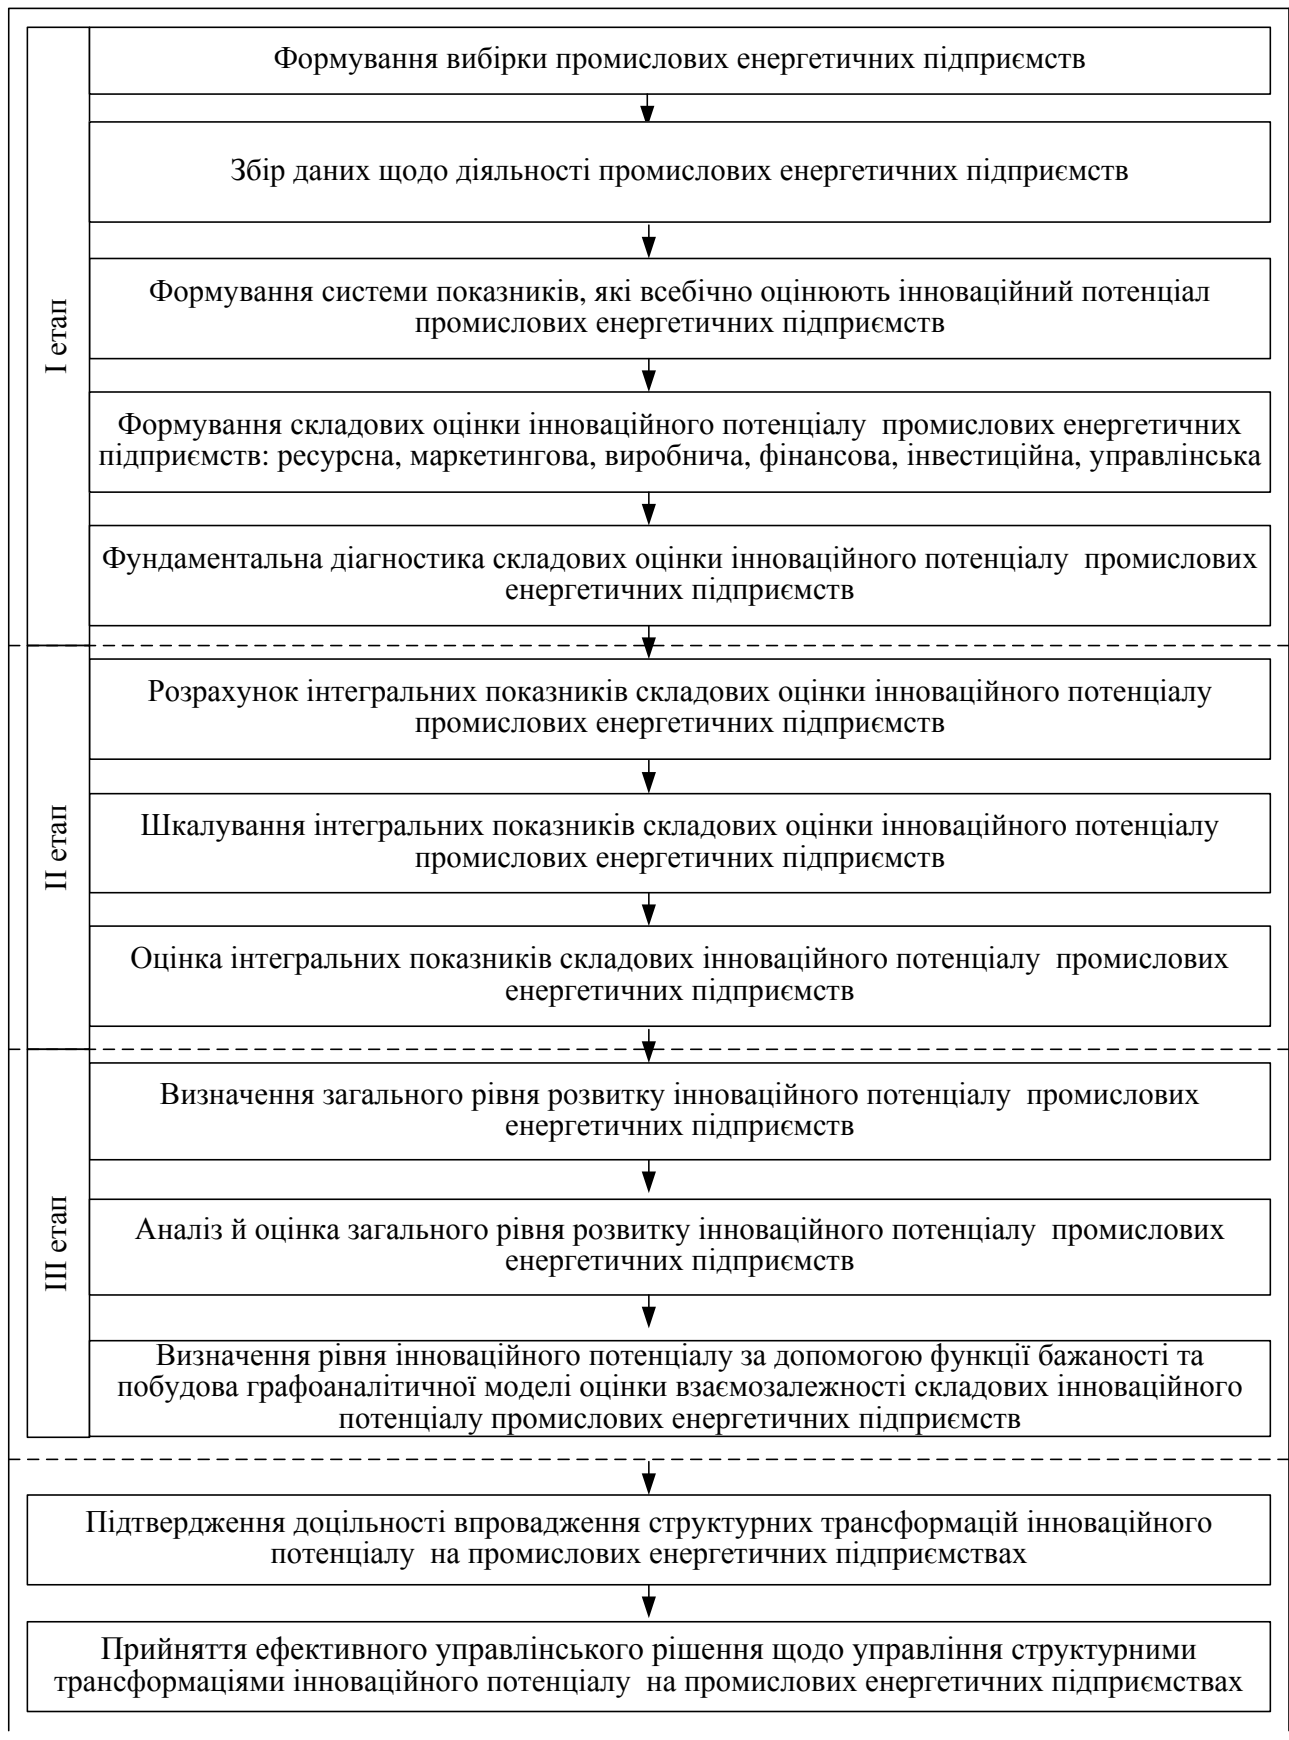 Формування вибірки промислових енергетичних підприємств
Збір даних щодо діяльності промислових енергетичних підприємств
Формування системи показників, які всебічно оцінюють інноваційний потенціал
промислових енергетичних підприємств
І етап
Формування складових оцінки інноваційного потенціалу промислових енергетичних
підприємств: ресурсна, маркетингова, виробнича, фінансова, інвестиційна, управлінська
Фундаментальна діагностика складових оцінки інноваційного потенціалу промислових
енергетичних підприємств
Розрахунок інтегральних показників складових оцінки інноваційного потенціалу
промислових енергетичних підприємств
ІІ етап
Шкалування інтегральних показників складових оцінки інноваційного потенціалу
промислових енергетичних підприємств
Оцінка інтегральних показників складових інноваційного потенціалу промислових
енергетичних підприємств
Визначення загального рівня розвитку інноваційного потенціалу промислових
енергетичних підприємств
ІІІ етап
Аналіз й оцінка загального рівня розвитку інноваційного потенціалу промислових
енергетичних підприємств
Визначення рівня інноваційного потенціалу за допомогою функції бажаності та
побудова графоаналітичної моделі оцінки взаємозалежності складових інноваційного
потенціалу промислових енергетичних підприємств
Підтвердження доцільності впровадження структурних трансформацій інноваційного
потенціалу на промислових енергетичних підприємствах
Прийняття ефективного управлінського рішення щодо управління структурними
трансформаціями інноваційного потенціалу на промислових енергетичних підприємствах